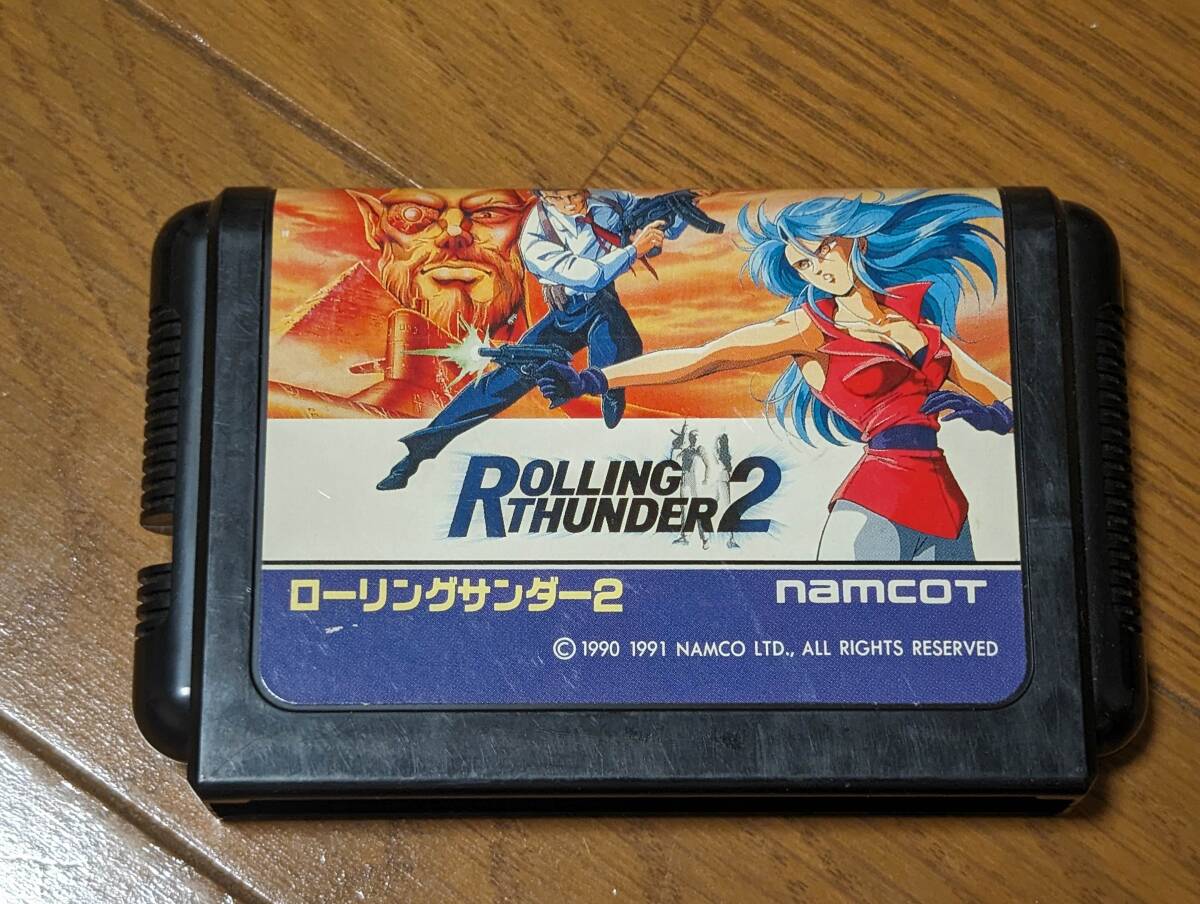 ROLLING THUNDER 2
ローリングサンダー2
namcoT
© 1990 1991 NAMCO LTD., ALL RIGHTS RESERVED